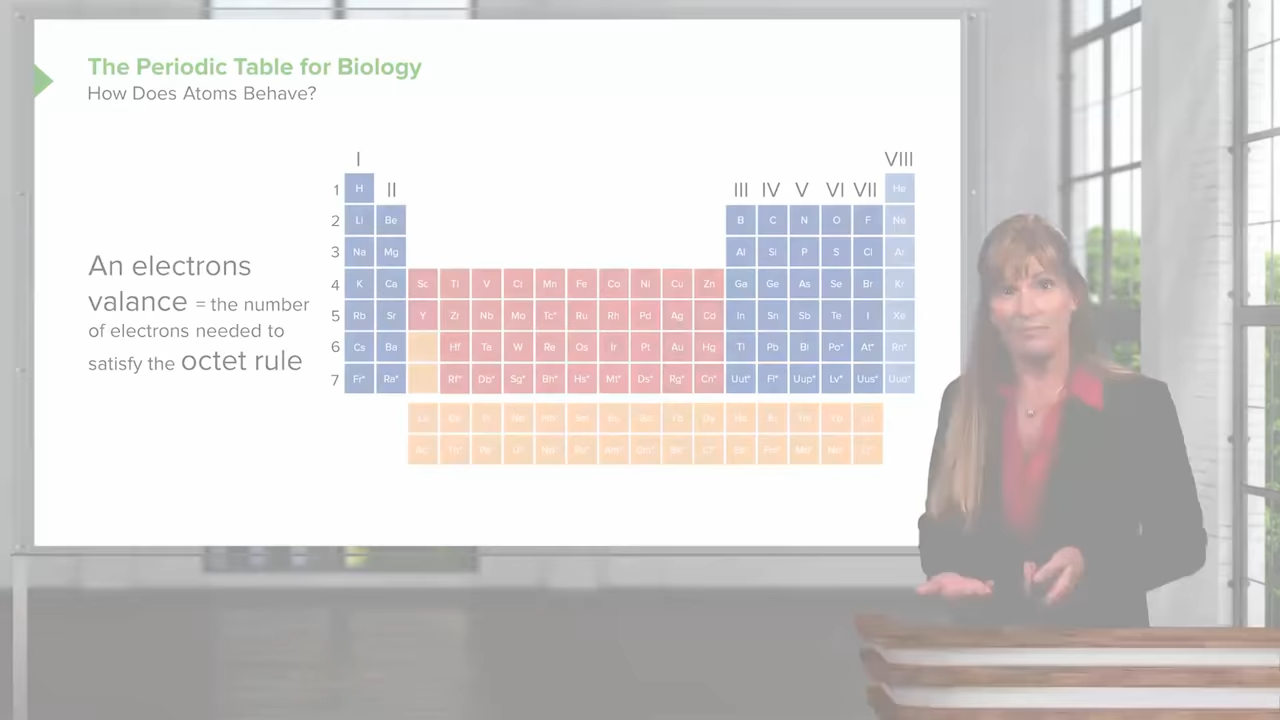 The Periodic Table for Biology
How Does Atoms Behave?
An electrons
valance = the number
of electrons needed to
satisfy the octet rule
I VIII
1 H II III IV V VI VII He
2 Li Be B C N O F Ne
3 Na Mg Al Si P S Cl Ar
4 K Ca Sc Ti V Cr Mn Fe Co Ni Cu Zn Ga Ge As Se Br Kr
5 Rb Sr Y Zr Nb Mo Tc* Ru Rh Pd Ag Cd In Sn Sb Te I Xe
6 Cs Ba Hf Ta W Re Os Ir Pt Au Hg Tl Pb Bi Po* At* Rn*
7 Fr* Ra* Rf* Db* Sg* Bh* Hs* Mt* Ds* Rg* Cn* Uut* Fl* Uup* Lv* Uus* Uuo*